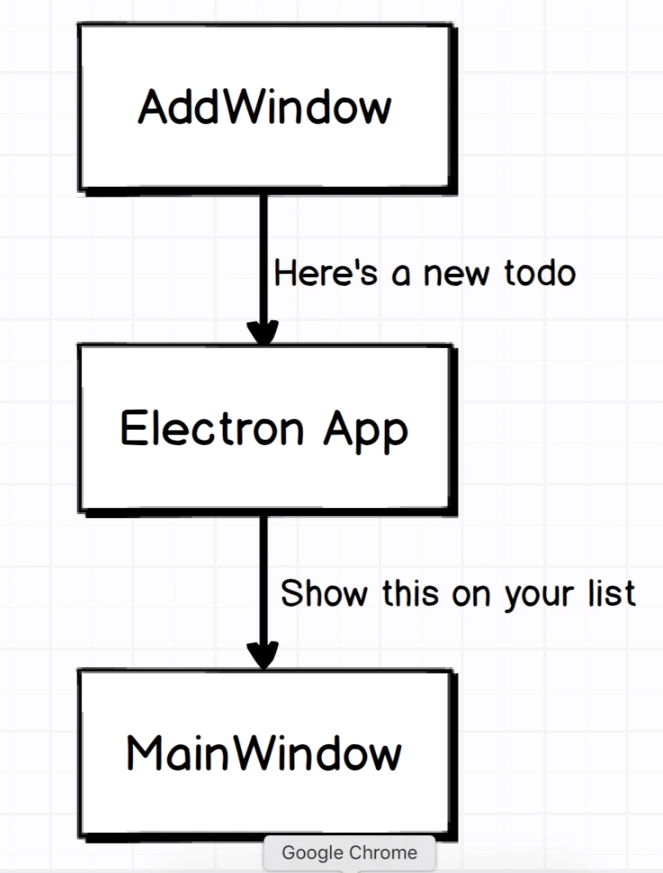 AddWindow
Here's a new todo
Electron App
Show this on your list
MainWindow
Google Chrome